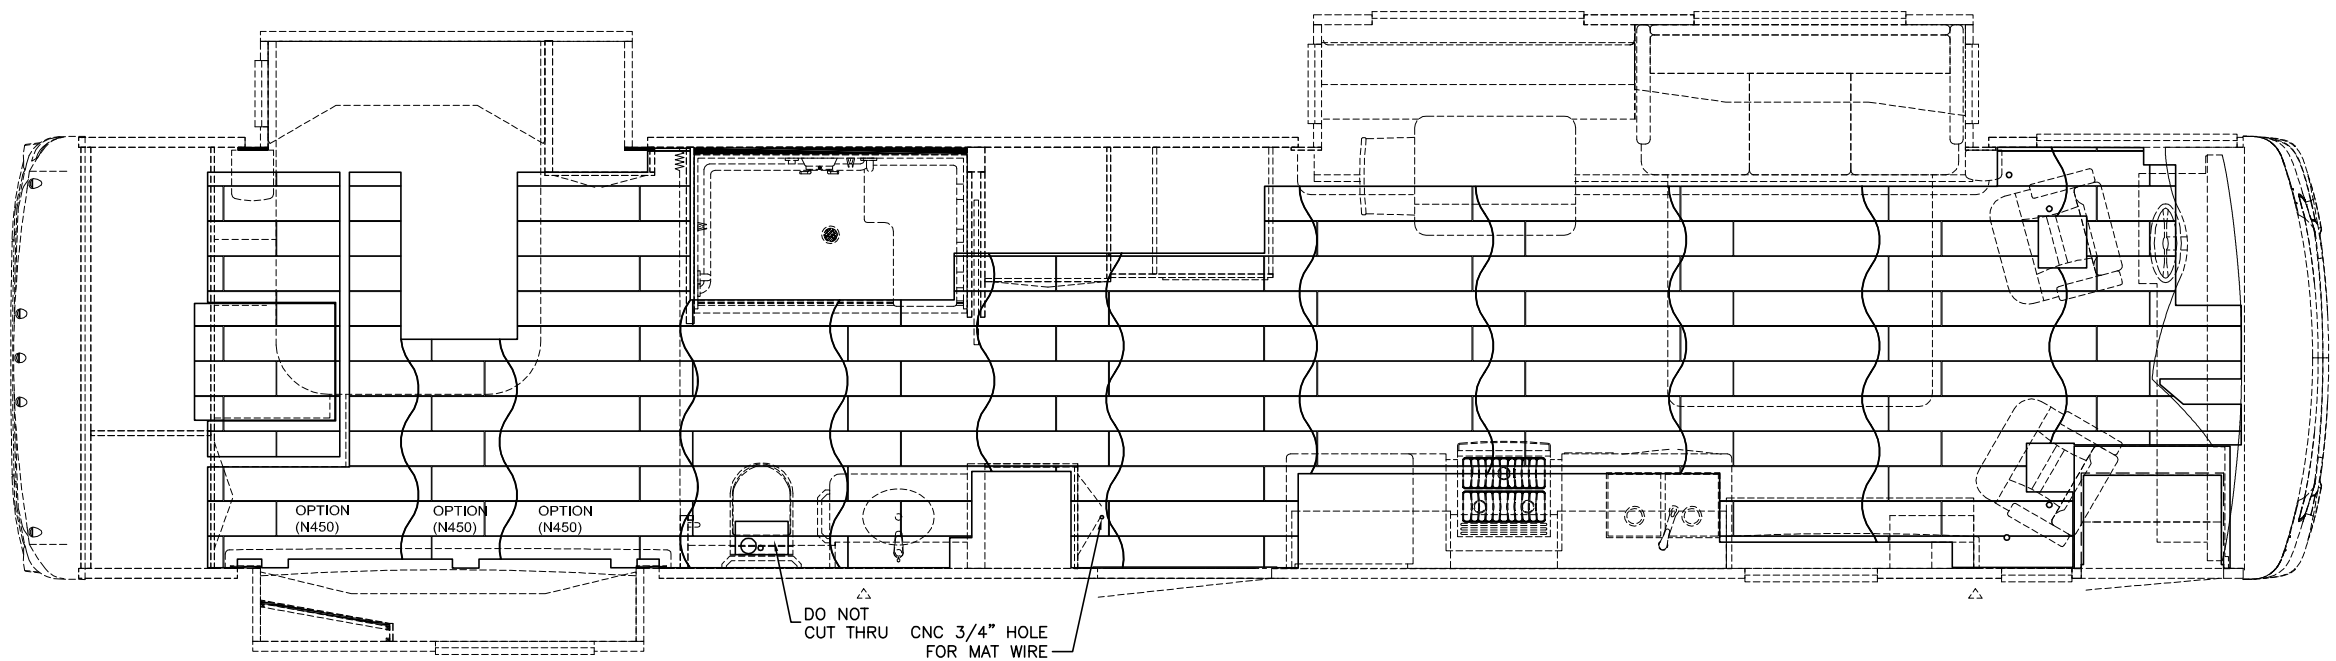 OPTION
(N450)
OPTION
(N450)
OPTION
(N450)
DO NOT
CUT THRU
CNC 3/4" HOLE
FOR MAT WIRE